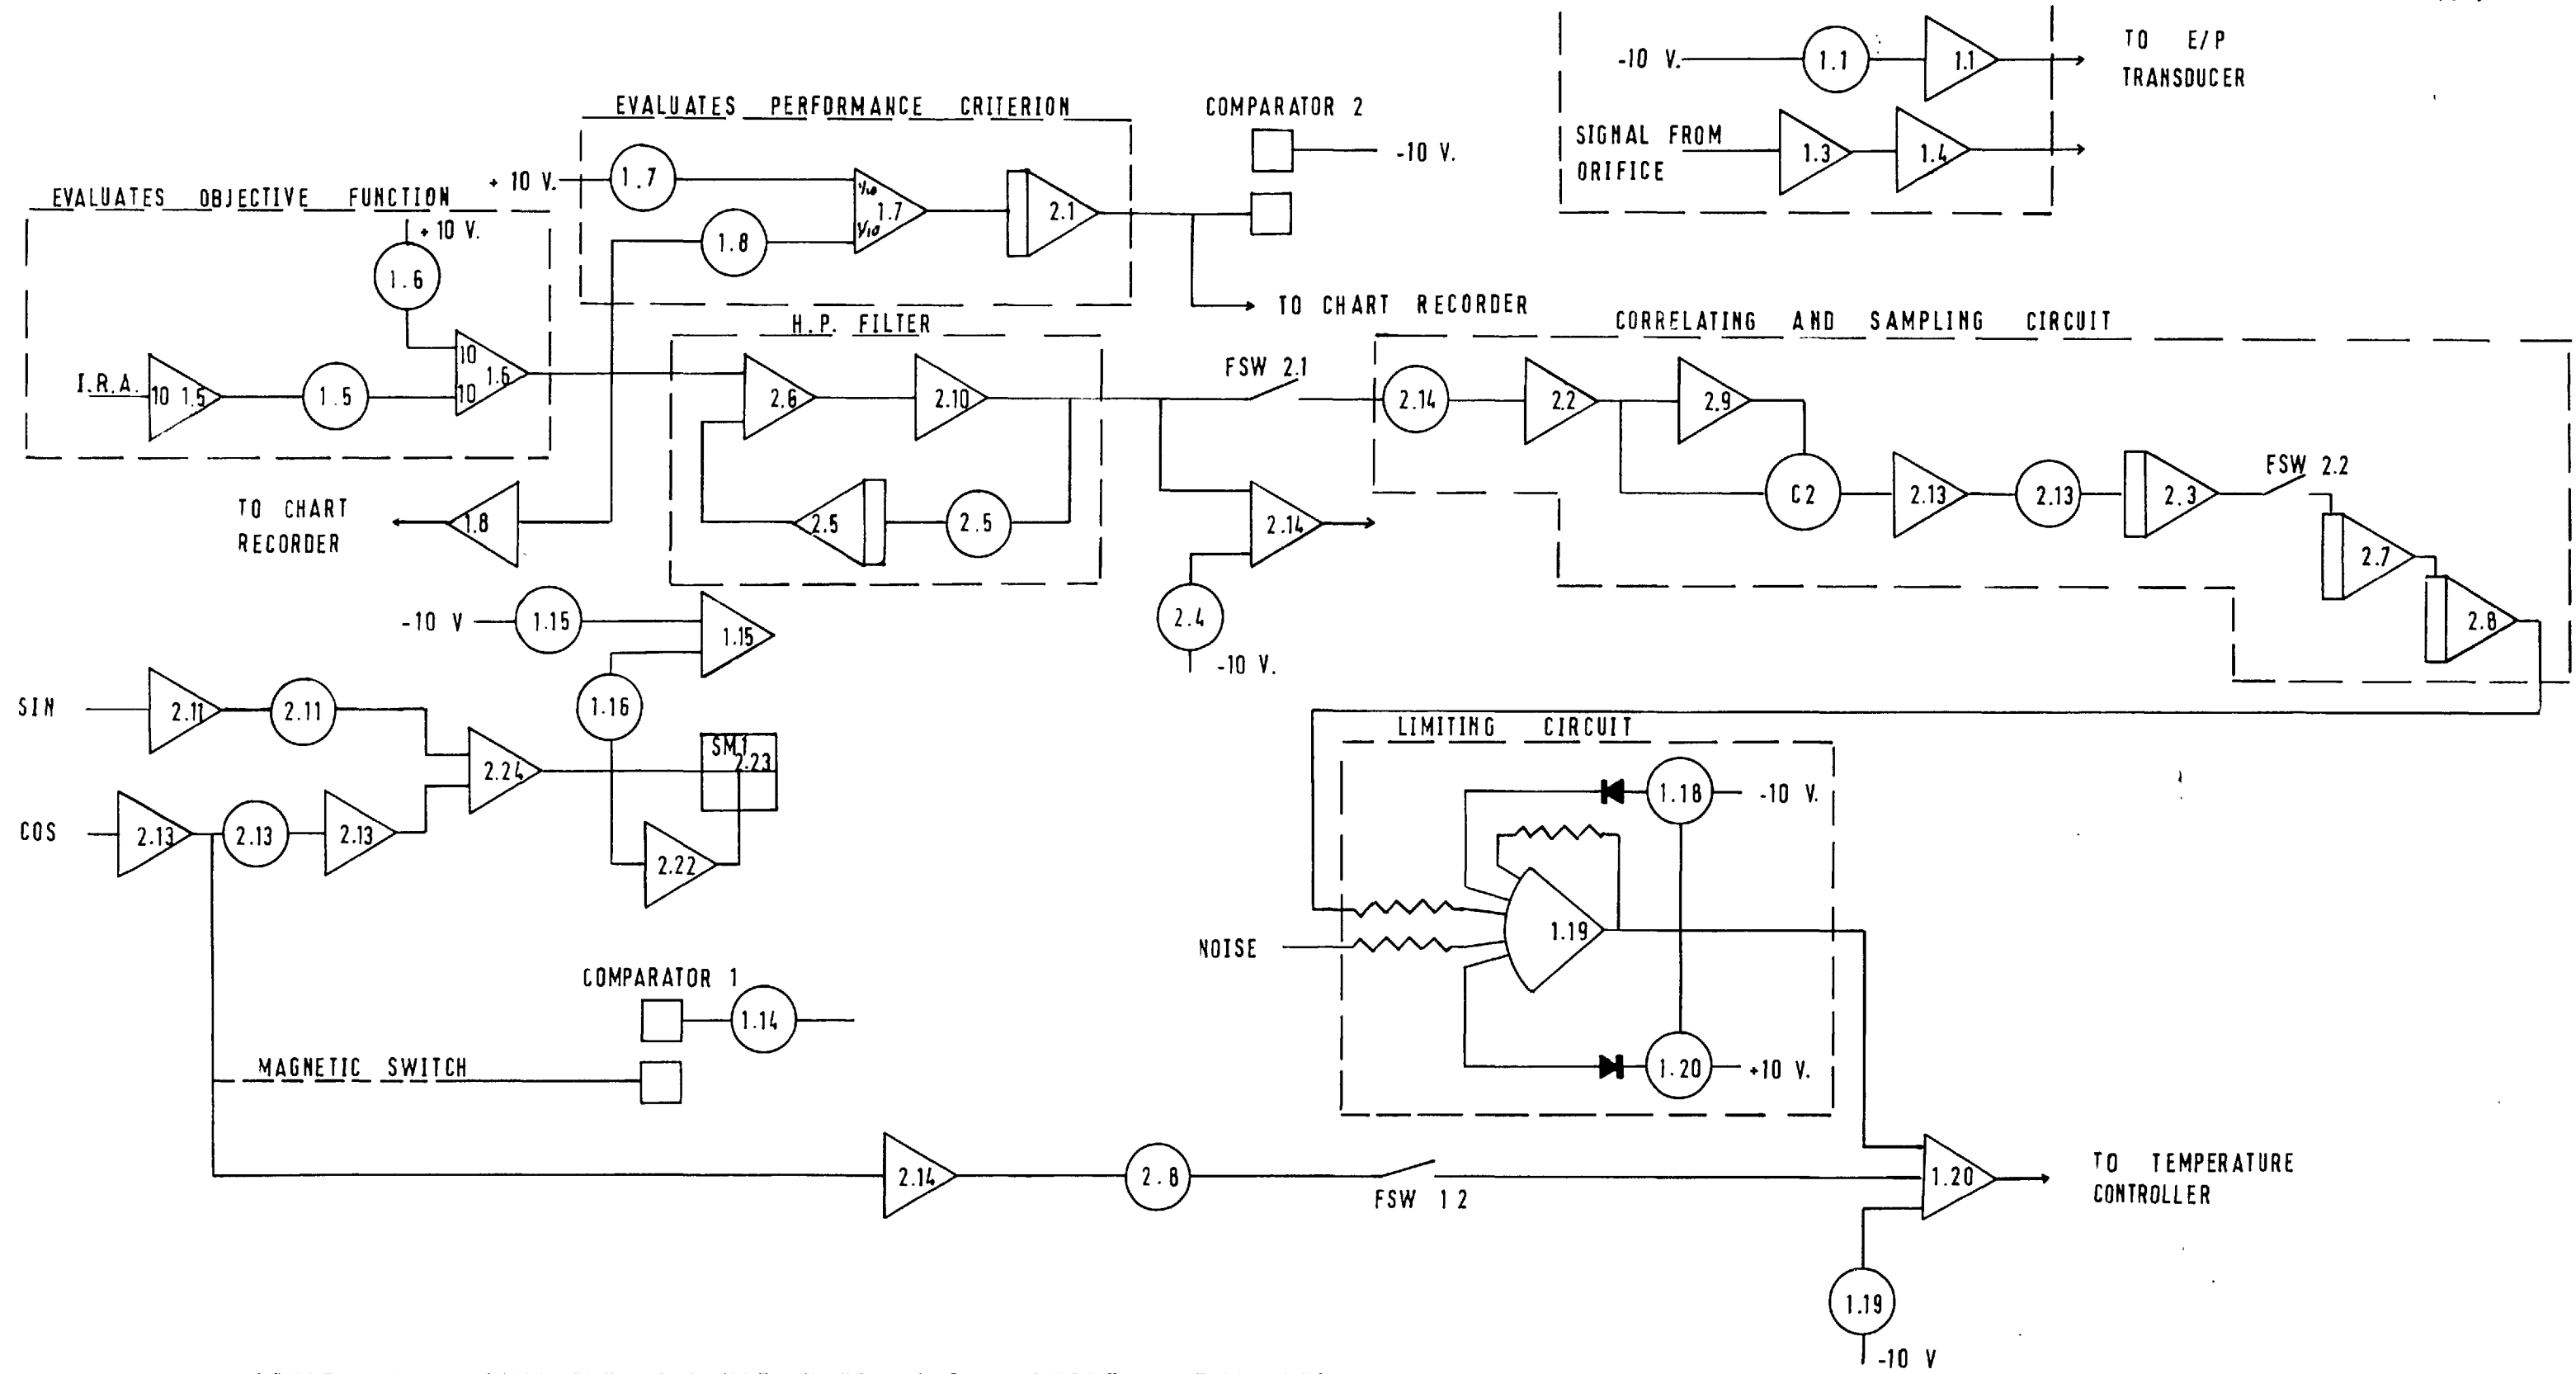 -10 V.
1.1
1.1
TO E/P
TRANSDUCER
SIGNAL FROM
ORIFICE
1.3
1.4
EVALUATES PERFORMANCE CRITERION
+ 10 V.
1.7
1.8
1/10
1/10
1.7
2.1
COMPARATOR 2
-10 V.
TO CHART RECORDER
EVALUATES OBJECTIVE FUNCTION
+ 10 V.
1.6
I.R.A.
10 1.5
1.5
10
10
1.6
TO CHART
RECORDER
1.8
H.P. FILTER
2.6
2.10
2.5
2.5
FSW 2.1
2.14
2.4
-10 V.
CORRELATING AND SAMPLING CIRCUIT
2.14
2.2
2.9
C2
2.13
2.13
2.3
FSW 2.2
2.7
2.8
-10 V
1.15
1.15
1.16
SIN
2.11
2.11
2.24
COS
2.13
2.13
2.13
SM1
2.23
2.22
LIMITING CIRCUIT
1.18
-10 V.
1.19
NOISE
1.20
+10 V.
COMPARATOR 1
1.14
MAGNETIC SWITCH
2.14
2.8
FSW 1.2
1.20
TO TEMPERATURE
CONTROLLER
1.19
-10 V